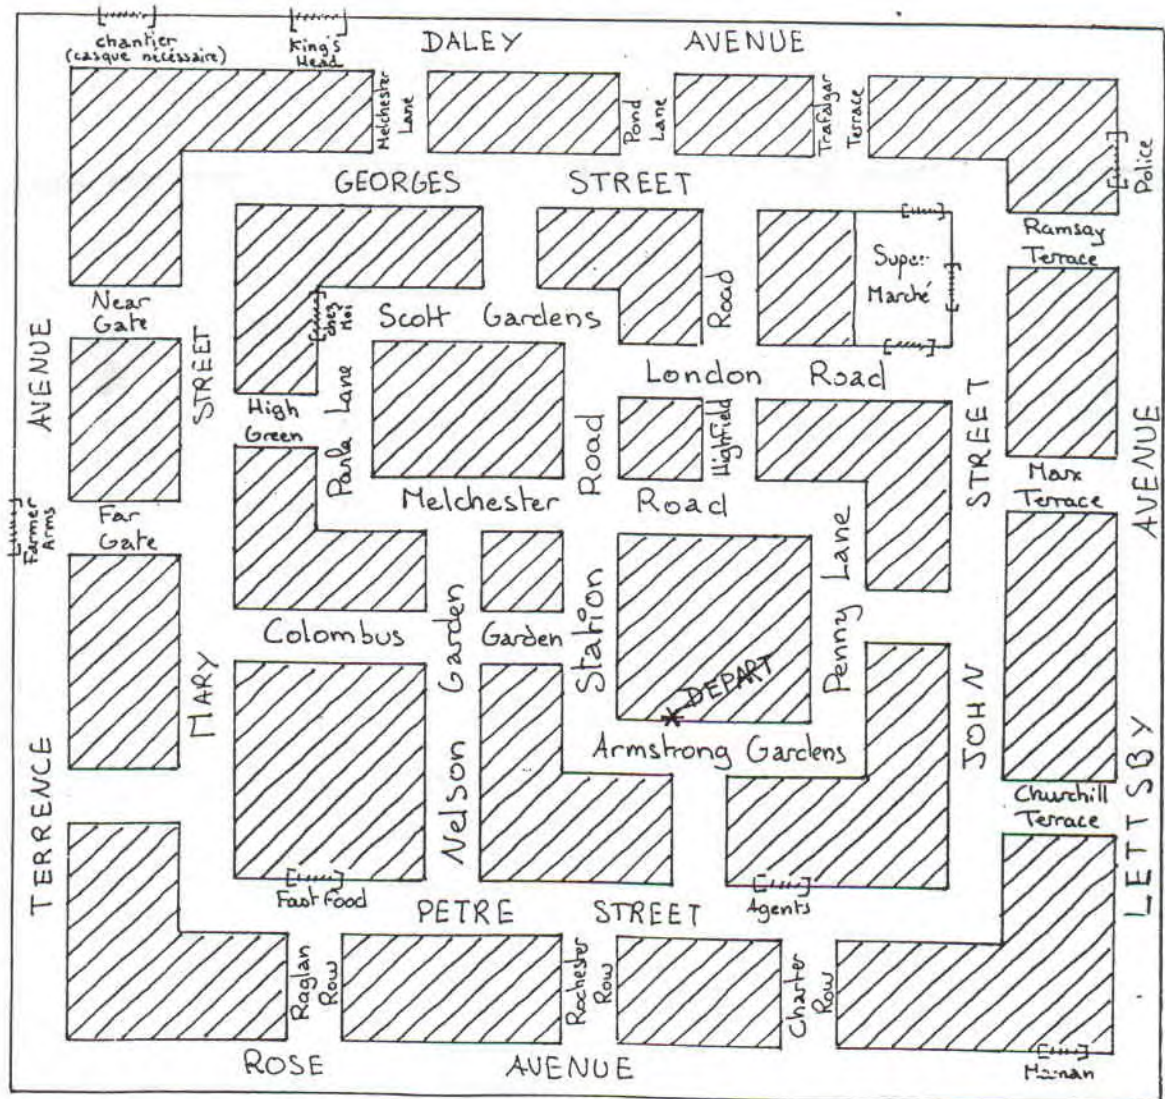 chantier
(casque nécessaire)
King's
Head
DALEY AVENUE
Melchester
Lane
Pond
Lane
Trafalgar
Terrace
Police
GEORGES STREET
Ramsay
Terrace
Near
Gate
chez Moi
Scott Gardens
Road
Super
Marché
AVENUE
STREET
High
Green
Park Lane
London Road
Highfield
STREET
Melchester Road
Road
Marx
Terrace
AVENUE
Farmer
Arms
Far
Gate
Penny Lane
Colombus Garden
Garden
Station
MARY
DEPART
JOHN
Armstrong Gardens
Nelson
Churchill
Terrace
TERRENCE
LETTSBY
Fast Food
PETRE STREET
Agents
Raglan
Row
Rochester
Row
Charter
Row
ROSE AVENUE